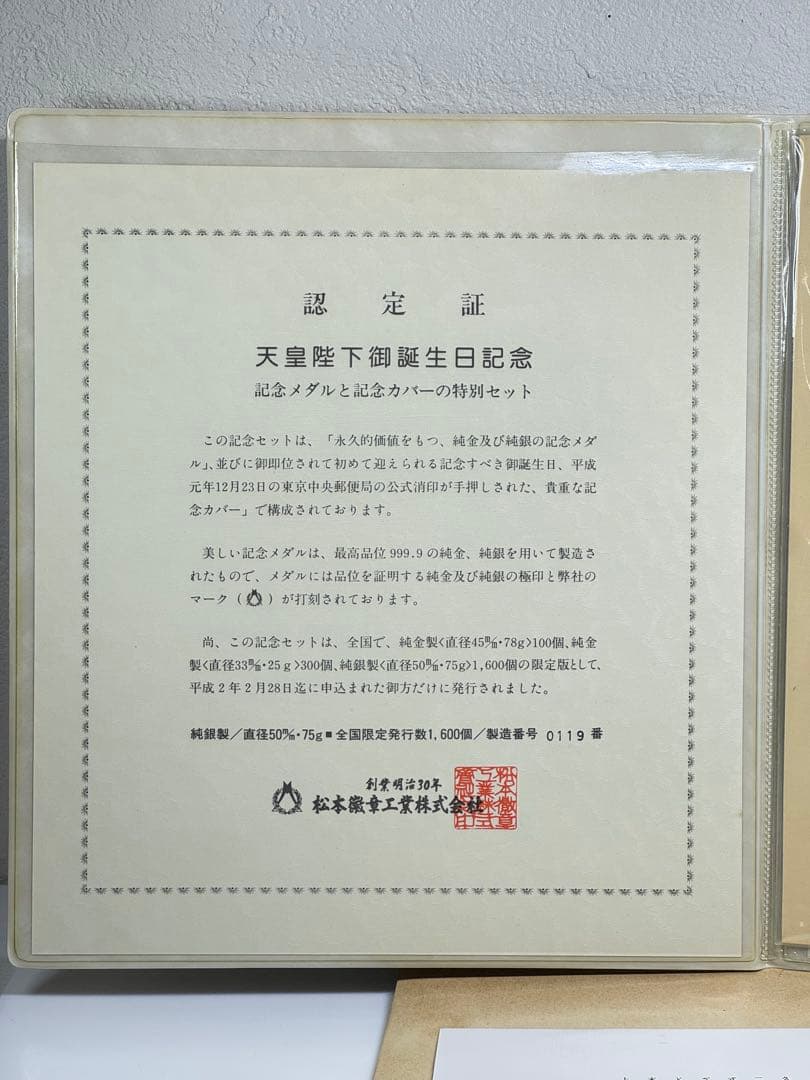 認定証
天皇陛下御誕生日記念
記念メダルと記念カバーの特別セット
この記念セットは、「永久的価値をもつ、純金及び純銀の記念メダ
ル」、並びに御即位されて初めて迎えられる記念すべき御誕生日、平成
元年12月23日の東京中央郵便局の公式消印が手押しされた、貴重な記
念カバー」で構成されております。
美しい記念メダルは、最高品位999.9の純金、純銀を用いて製造さ
れたもので、メダルには品位を証明する純金及び純銀の極印と弊社の
マーク()が打刻されております。
尚、この記念セットは、全国で、純金製<直径45㎜・78g>100個、純金
製<直径33㎜・25g>300個、純銀製<直径50㎜・75g>1,600個の限定版として、
平成2年2月28日迄に申込まれた御方だけに発行されました。
純銀製/直径50㎜・75g■全国限定発行数1,600個/製造番号 0119番
創業明治30年
松本徽章工業株式会社